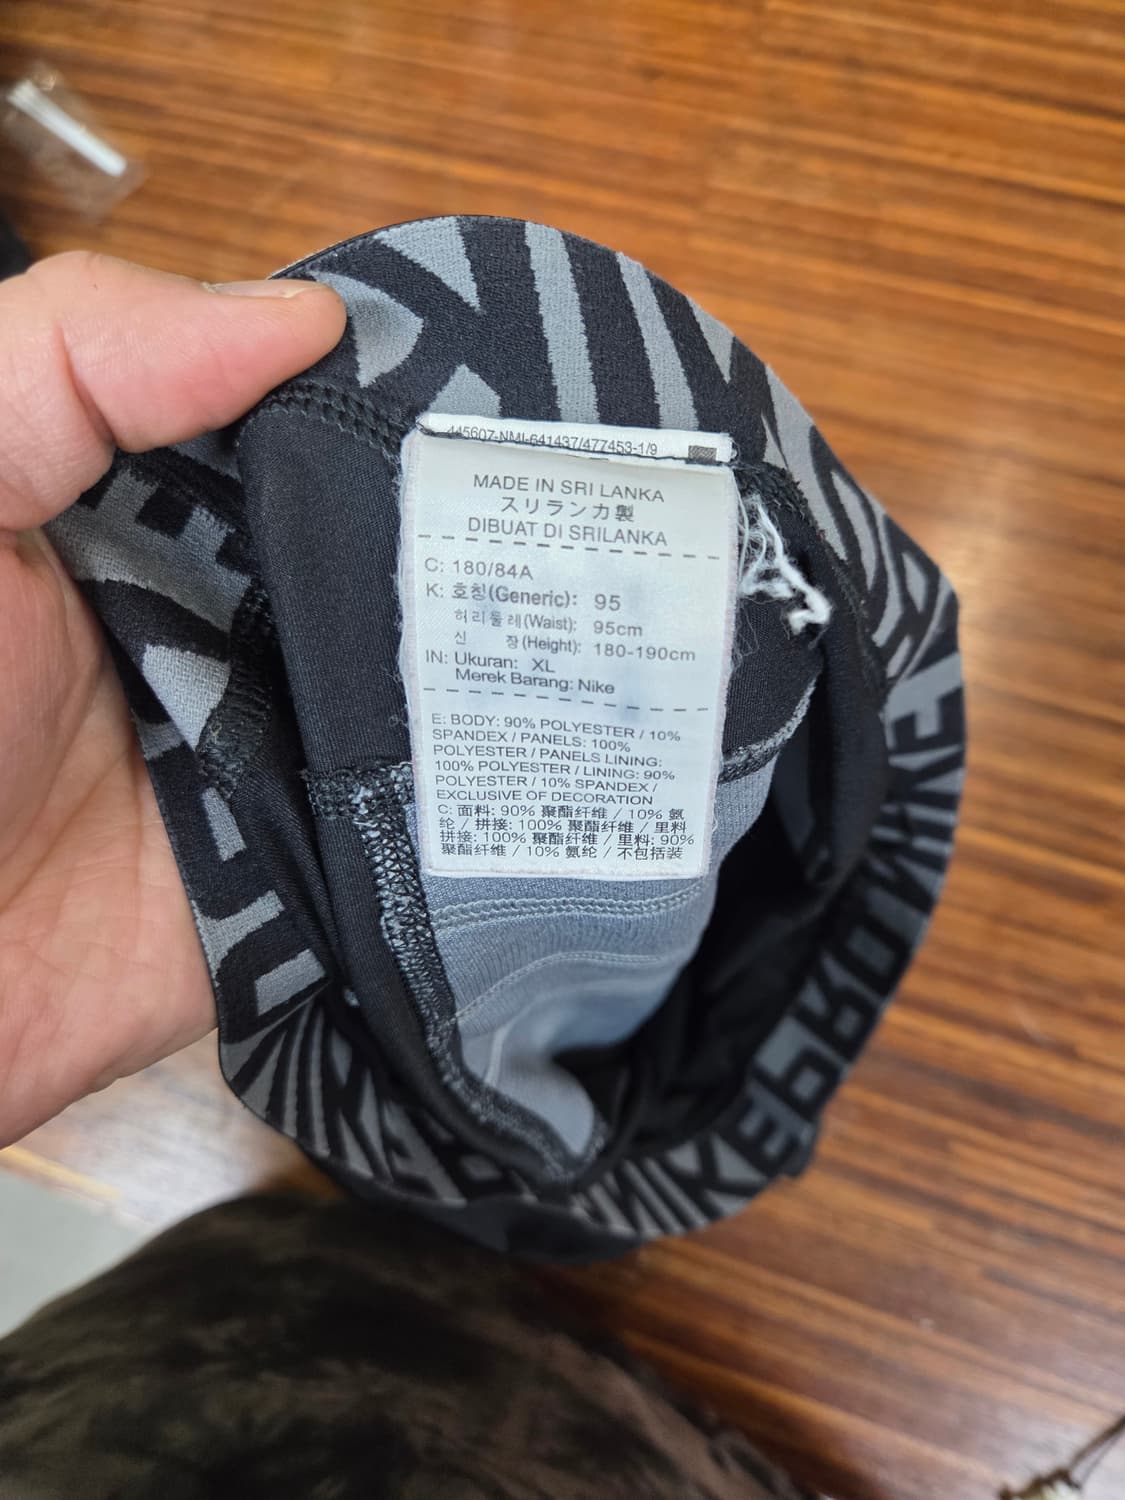 445607-NMI-641437/477453-1/9
MADE IN SRI LANKA
スリランカ製
DIBUAT DI SRILANKA
C: 180/84A
K: 호칭(Generic): 95
허리둘레(Waist): 95cm
신 장(Height): 180-190cm
IN: Ukuran: XL
Merek Barang: Nike
E: BODY: 90% POLYESTER / 10%
SPANDEX / PANELS: 100%
POLYESTER / PANELS LINING:
100% POLYESTER / LINING: 90%
POLYESTER / 10% SPANDEX /
EXCLUSIVE OF DECORATION
C: 面料: 90% 聚酯纤维 / 10% 氨
纶 / 拼接: 100% 聚酯纤维 / 里料
拼接: 100% 聚酯纤维 / 里料: 90%
聚酯纤维 / 10% 氨纶 / 不包括装
NIKE PRO